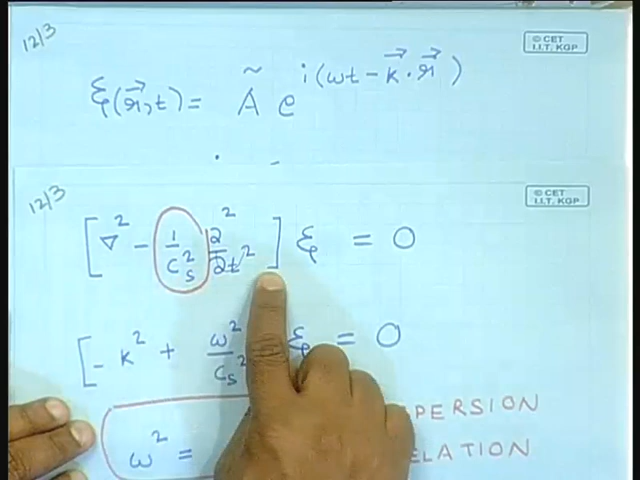 12/3
© CET
I.I.T. KGP
ξ(r⃗,t) = Ã e^{i(ωt − k⃗·r⃗)}
12/3
© CET
I.I.T. KGP
[∇² − 1/c_s² ∂²/∂t²] ξ = 0
[− k² + ω²/c_s² ξ = 0
PERSION
ω² = ELATION